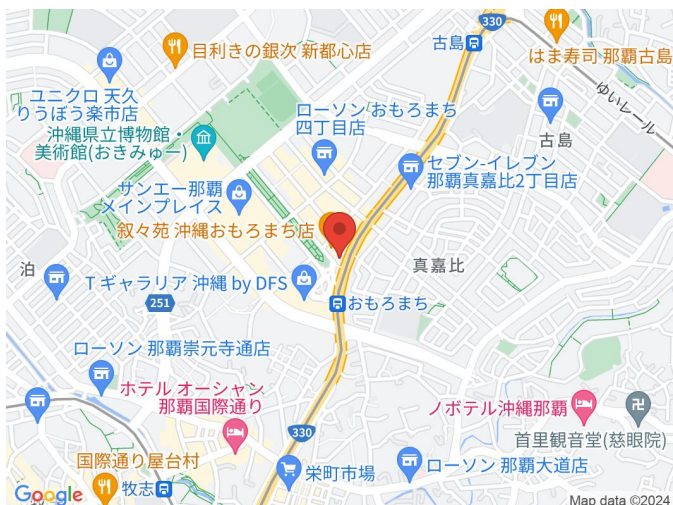 330
古島
目利きの銀次 新都心店
はま寿司 那覇古島
ユニクロ 天久
りうぼう楽市店
ゆいレール
ローソン おもろまち
四丁目店
沖縄県立博物館・
美術館(おきみゅー)
古島
セブン-イレブン
那覇真嘉比2丁目店
サンエー那覇
メインプレイス
叙々苑 沖縄おもろまち店
真嘉比
泊
T ギャラリア 沖縄 by DFS
251
おもろまち
ローソン 那覇崇元寺通店
ホテル オーシャン
那覇国際通り
ノボテル沖縄那覇
330
首里観音堂(慈眼院)
国際通り屋台村
栄町市場
ローソン 那覇大道店
牧志
Google
Map data ©2024